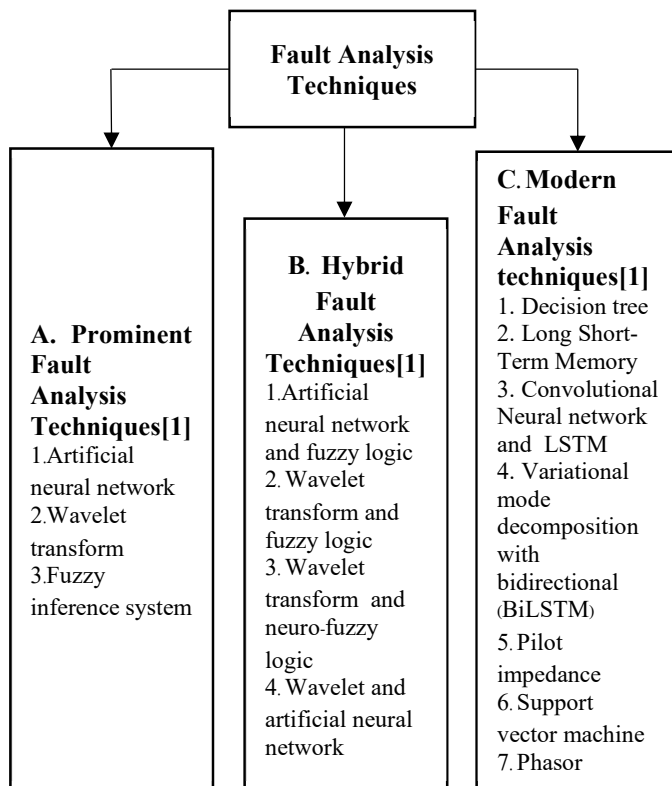 Fault Analysis
Techniques
A. Prominent
Fault
Analysis
Techniques[1]
1.Artificial
neural network
2.Wavelet
transform
3.Fuzzy
inference system
B. Hybrid
Fault
Analysis
Techniques[1]
1.Artificial
neural network
and fuzzy logic
2. Wavelet
transform and
fuzzy logic
3. Wavelet
transform and
neuro-fuzzy
logic
4. Wavelet and
artificial neural
network
C. Modern
Fault
Analysis
techniques[1]
1. Decision tree
2. Long Short-
Term Memory
3. Convolutional
Neural network
and LSTM
4. Variational
mode
decomposition
with
bidirectional
(BiLSTM)
5. Pilot
impedance
6. Support
vector machine
7. Phasor